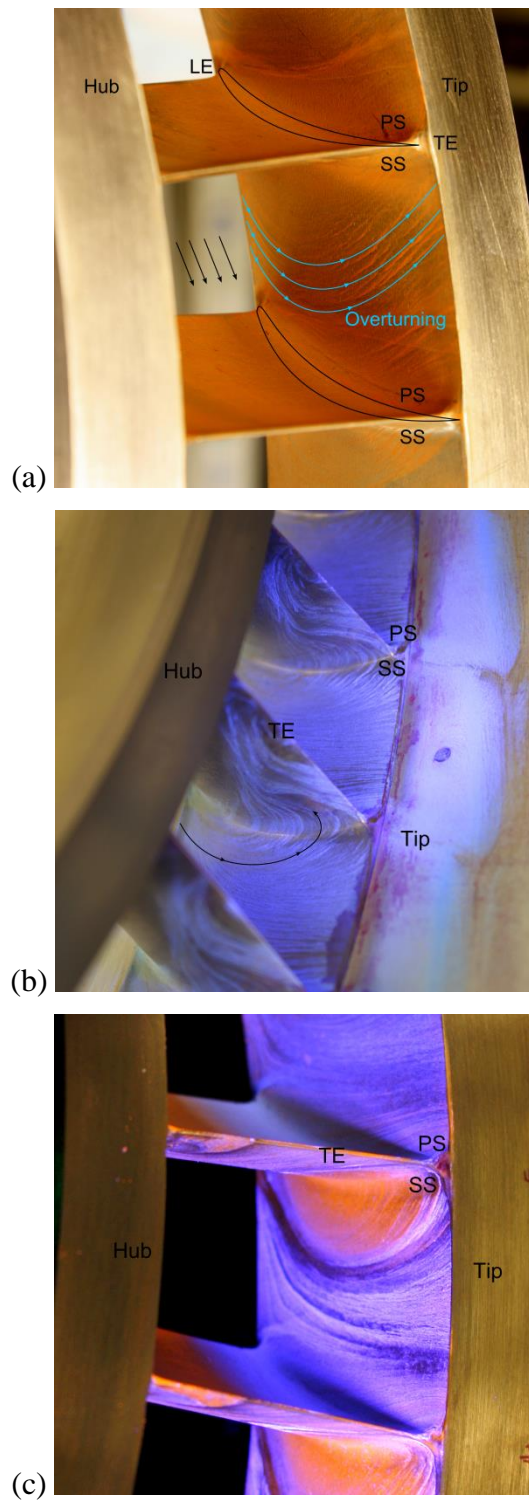 LE
Hub
Tip
PS
TE
SS
Overturning
PS
SS
(a)
PS
SS
Hub
TE
Tip
(b)
PS
TE
SS
Hub
Tip
(c)